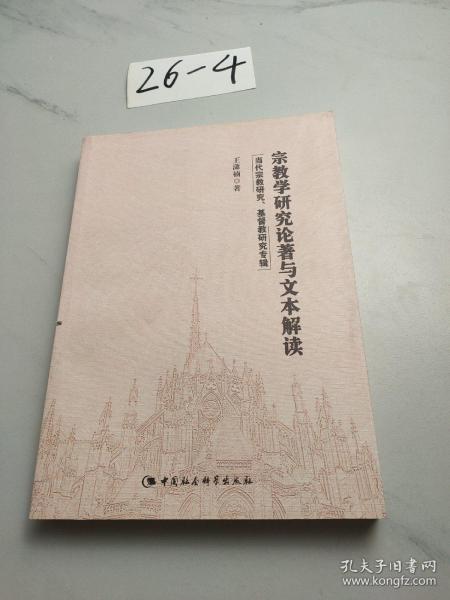 26-4
宗教学研究论著与文本解读
当代宗教研究、基督教研究专辑
王潇楠 著
中国社会科学出版社
孔夫子旧书网
www.kongfz.com